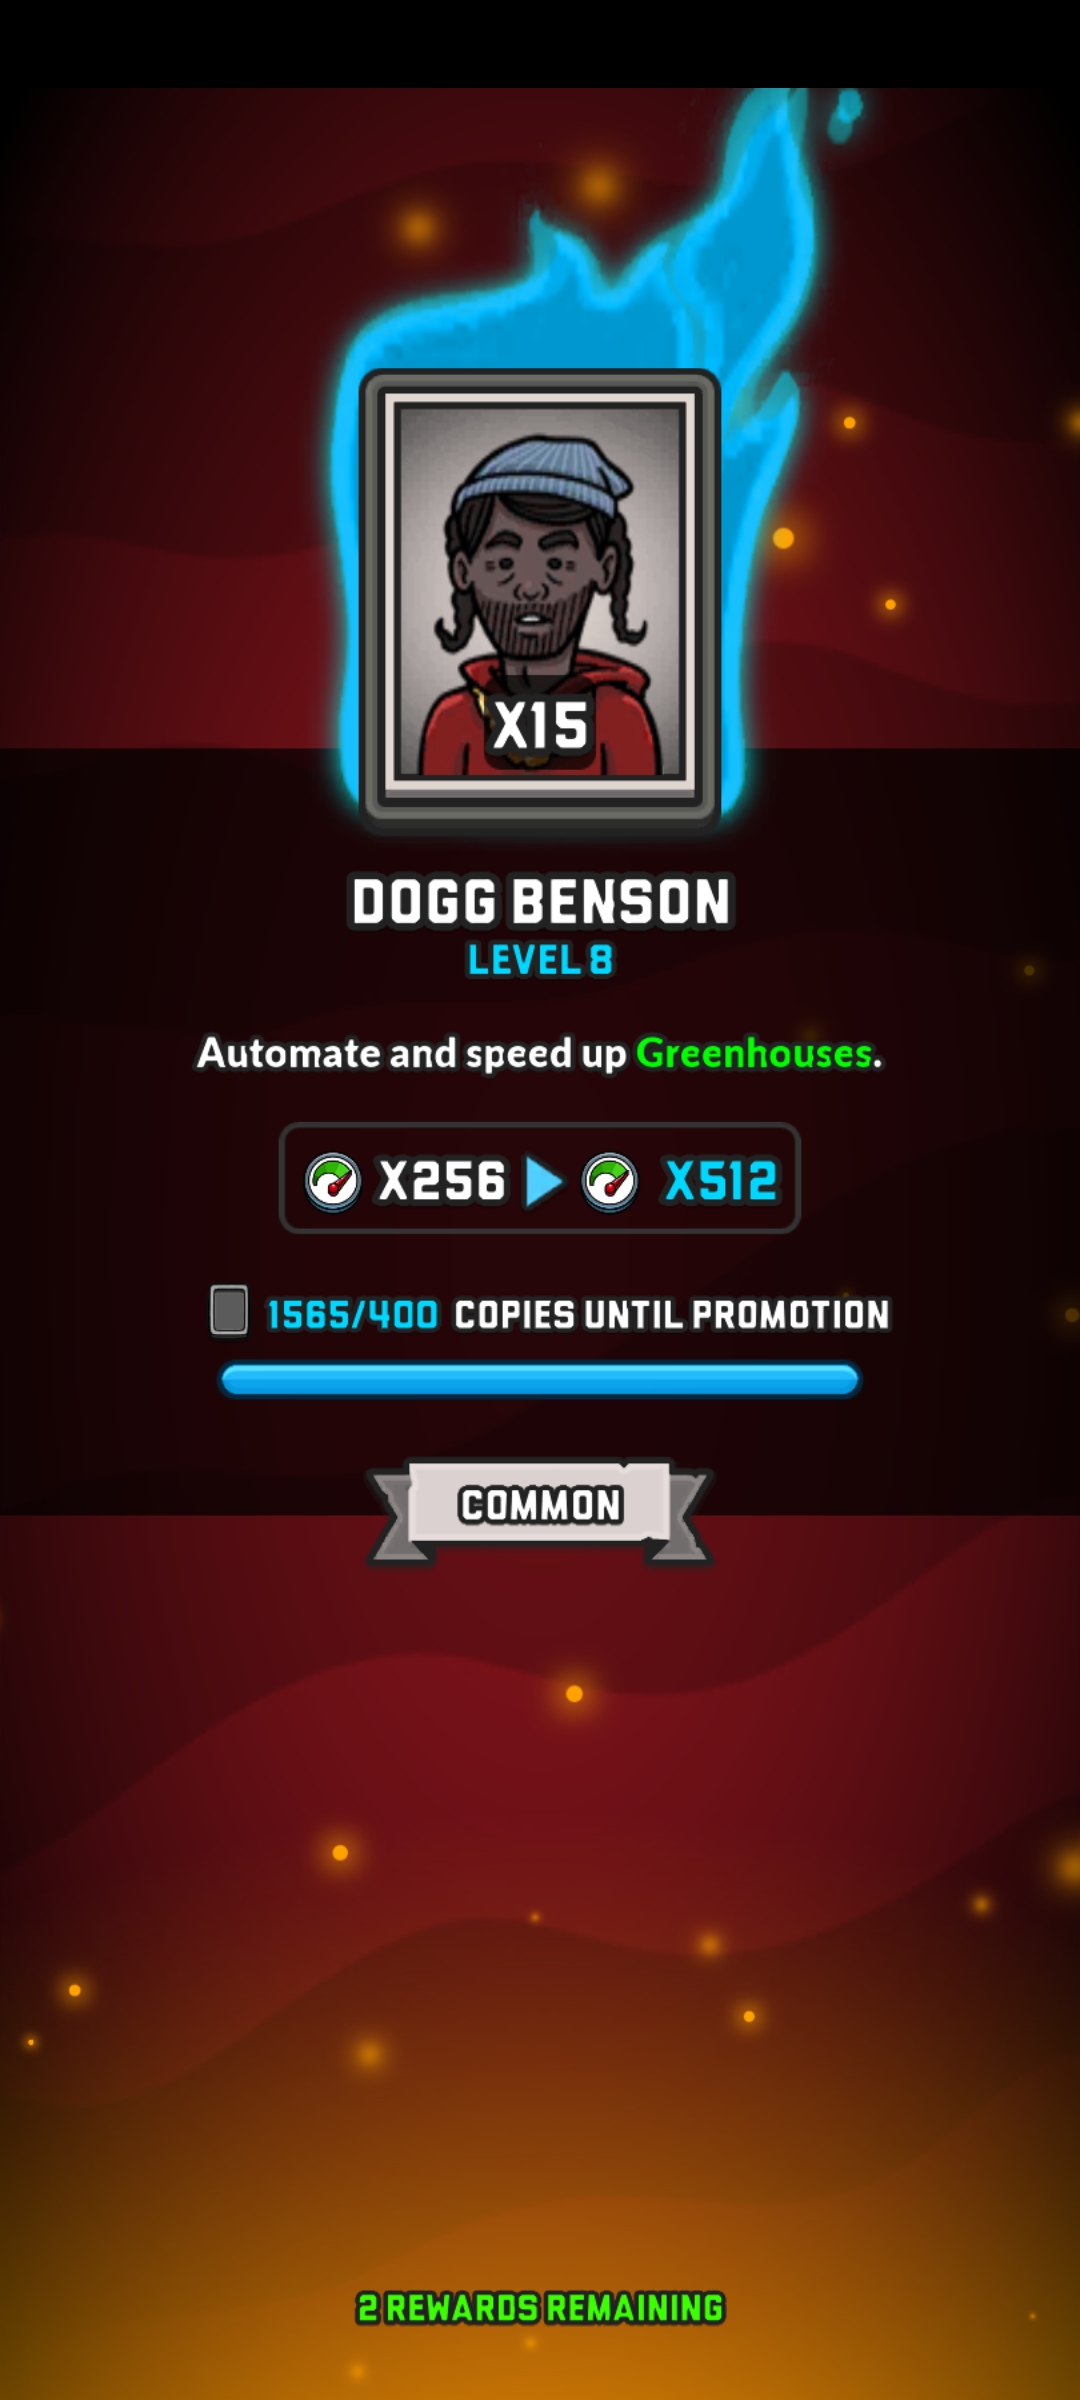 X15
DOGG BENSON
LEVEL 8
Automate and speed up Greenhouses.
X256 X512
1565/400 COPIES UNTIL PROMOTION
COMMON
2 REWARDS REMAINING